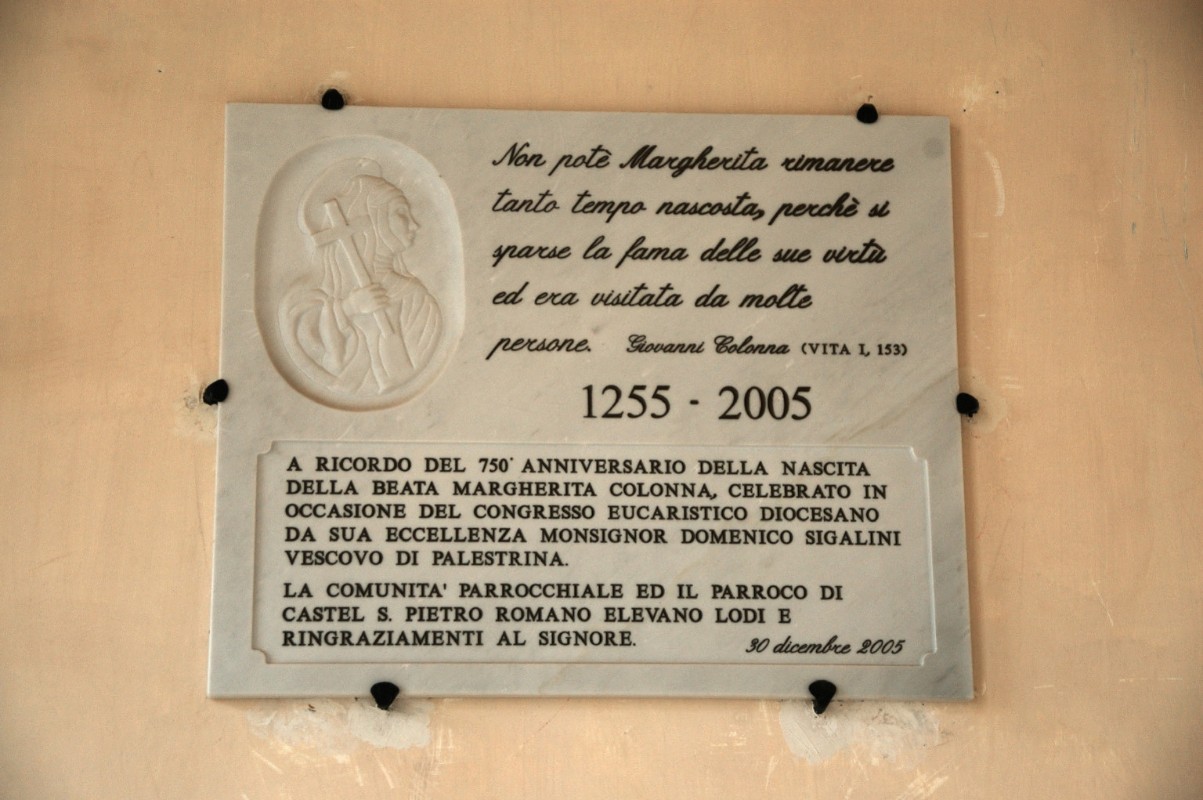 Non potè Margherita rimanere
tanto tempo nascosta, perchè si
sparse la fama delle sue virtù
ed era visitata da molte
persone. Giovanni Colonna (VITA I, 153)
1255 - 2005
A RICORDO DEL 750° ANNIVERSARIO DELLA NASCITA
DELLA BEATA MARGHERITA COLONNA, CELEBRATO IN
OCCASIONE DEL CONGRESSO EUCARISTICO DIOCESANO
DA SUA ECCELLENZA MONSIGNOR DOMENICO SIGALINI
VESCOVO DI PALESTRINA.
LA COMUNITA' PARROCCHIALE ED IL PARROCO DI
CASTEL S. PIETRO ROMANO ELEVANO LODI E
RINGRAZIAMENTI AL SIGNORE.
30 dicembre 2005